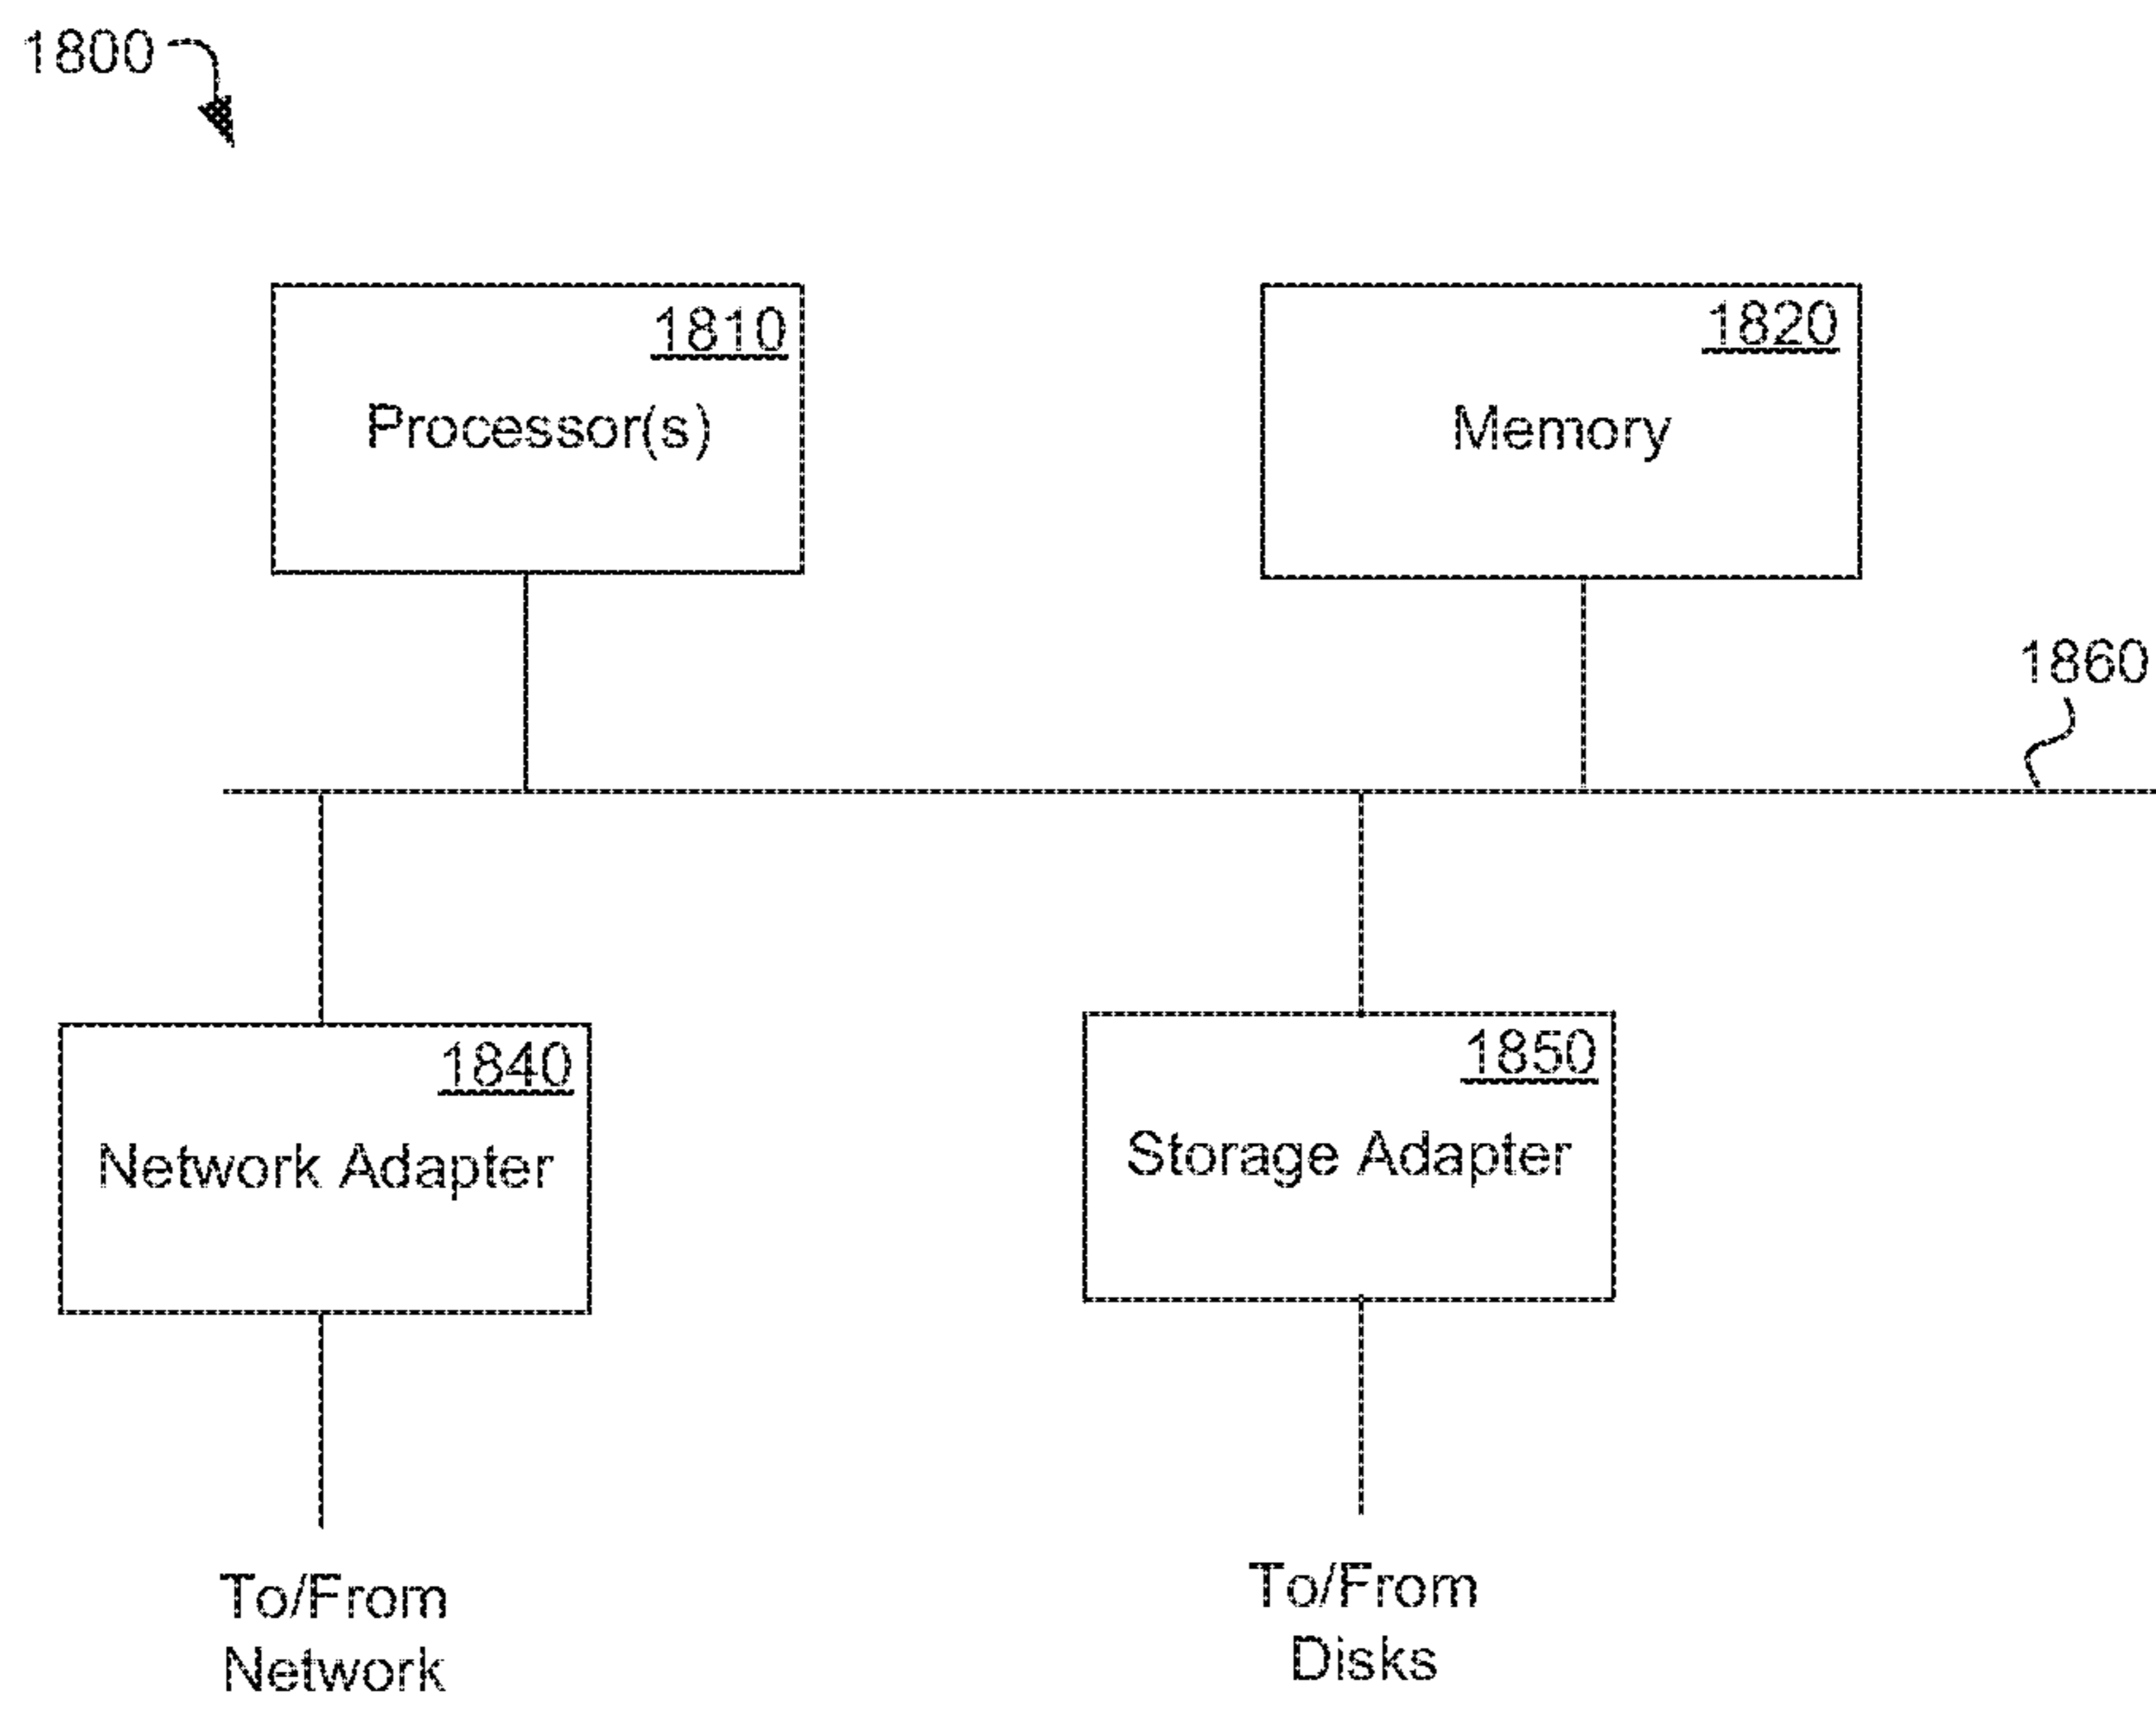 1800
1810
Processor(s)
1820
Memory
1860
1840
Network Adapter
1850
Storage Adapter
To/From
Network
To/From
Disks